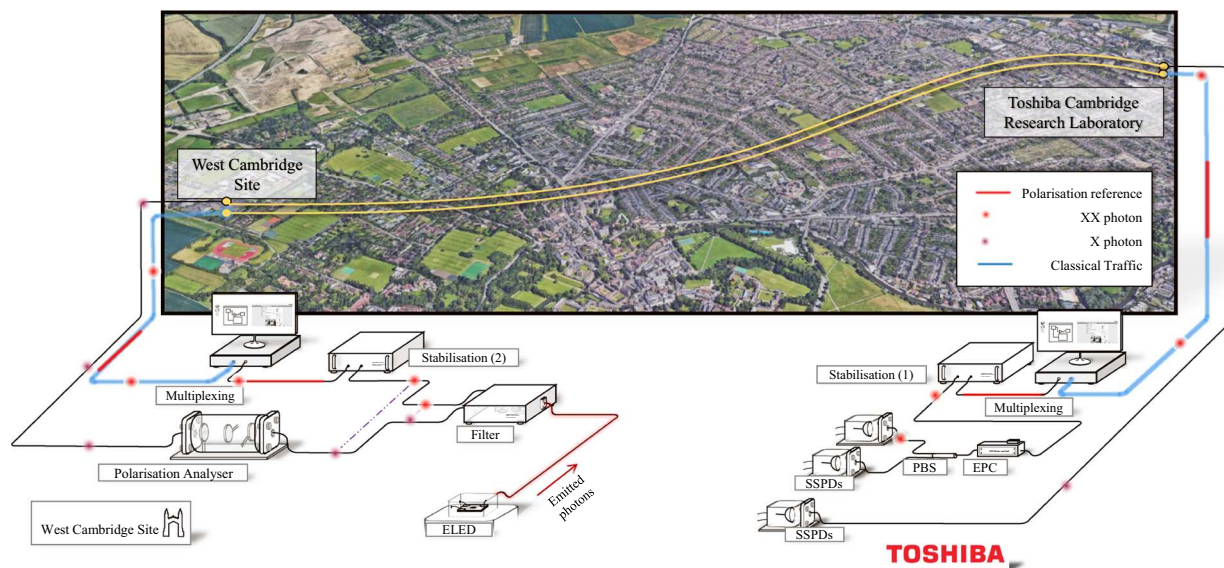 Toshiba Cambridge
Research Laboratory
West Cambridge
Site
Polarisation reference
XX photon
X photon
Classical Traffic
Stabilisation (2)
Multiplexing
Filter
Polarisation Analyser
Emitted
photons
ELED
West Cambridge Site
Stabilisation (1)
Multiplexing
PBS
EPC
SSPDs
SSPDs
TOSHIBA